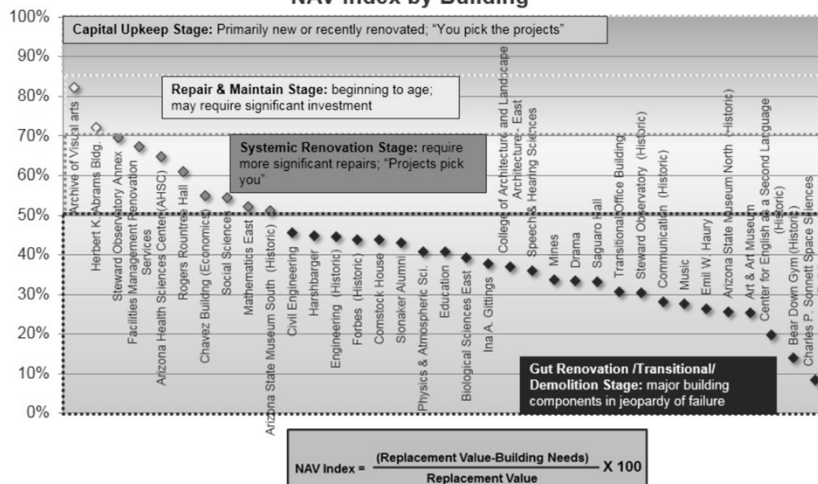 NAV Index by Building
100%
90%
80%
70%
60%
50%
40%
30%
20%
10%
0%
Capital Upkeep Stage: Primarily new or recently renovated; “You pick the projects”
Repair & Maintain Stage: beginning to age;
may require significant investment
Systemic Renovation Stage: require
more significant repairs; “Projects pick
you”
Gut Renovation /Transitional/
Demolition Stage: major building
components in jeopardy of failure
Archive of Visual arts
Herbert K. Abrams Bldg.
Steward Observatory Annex
Facilities Management Renovation
Services
Arizona Health Sciences Center(AHSC)
Rogers Rountree Hall
Chavez Building (Economics)
Social Sciences
Mathematics East
Arizona State Museum South (Historic)
Civil Engineering
Harshbarger
Engineering (Historic)
Forbes (Historic)
Comstock House
Slonaker Alumni
Physics & Atmospheric Sci.
Education
Biological Sciences East
Ina A. Gittings
College of Architecture and Landscape
Architecture - East
Speech & Hearing Sciences
Mines
Drama
Saguaro Hall
Transitional Office Building
Steward Observatory (Historic)
Communication (Historic)
Music
Emil W. Haury
Arizona State Museum North (Historic)
Art & Art Museum
Center for English as a Second Language
(Historic)
Bear Down Gym (Historic)
Charles P. Sonnett Space Sciences
NAV Index = (Replacement Value-Building Needs) X 100
Replacement Value